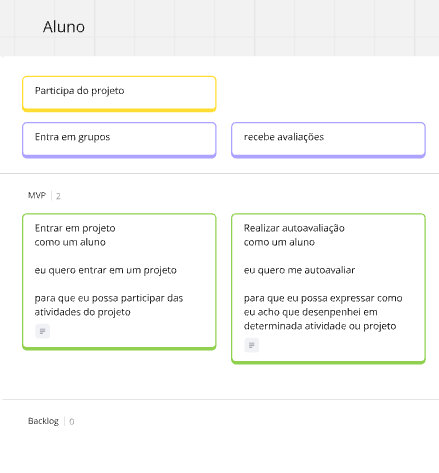 Aluno
Participa do projeto
Entra em grupos
recebe avaliações
MVP 2
Entrar em projeto
como um aluno
eu quero entrar em um projeto
para que eu possa participar das
atividades do projeto
Realizar autoavaliação
como um aluno
eu quero me autoavaliar
para que eu possa expressar como
eu acho que desenpenhei em
determinada atividade ou projeto
Backlog 0